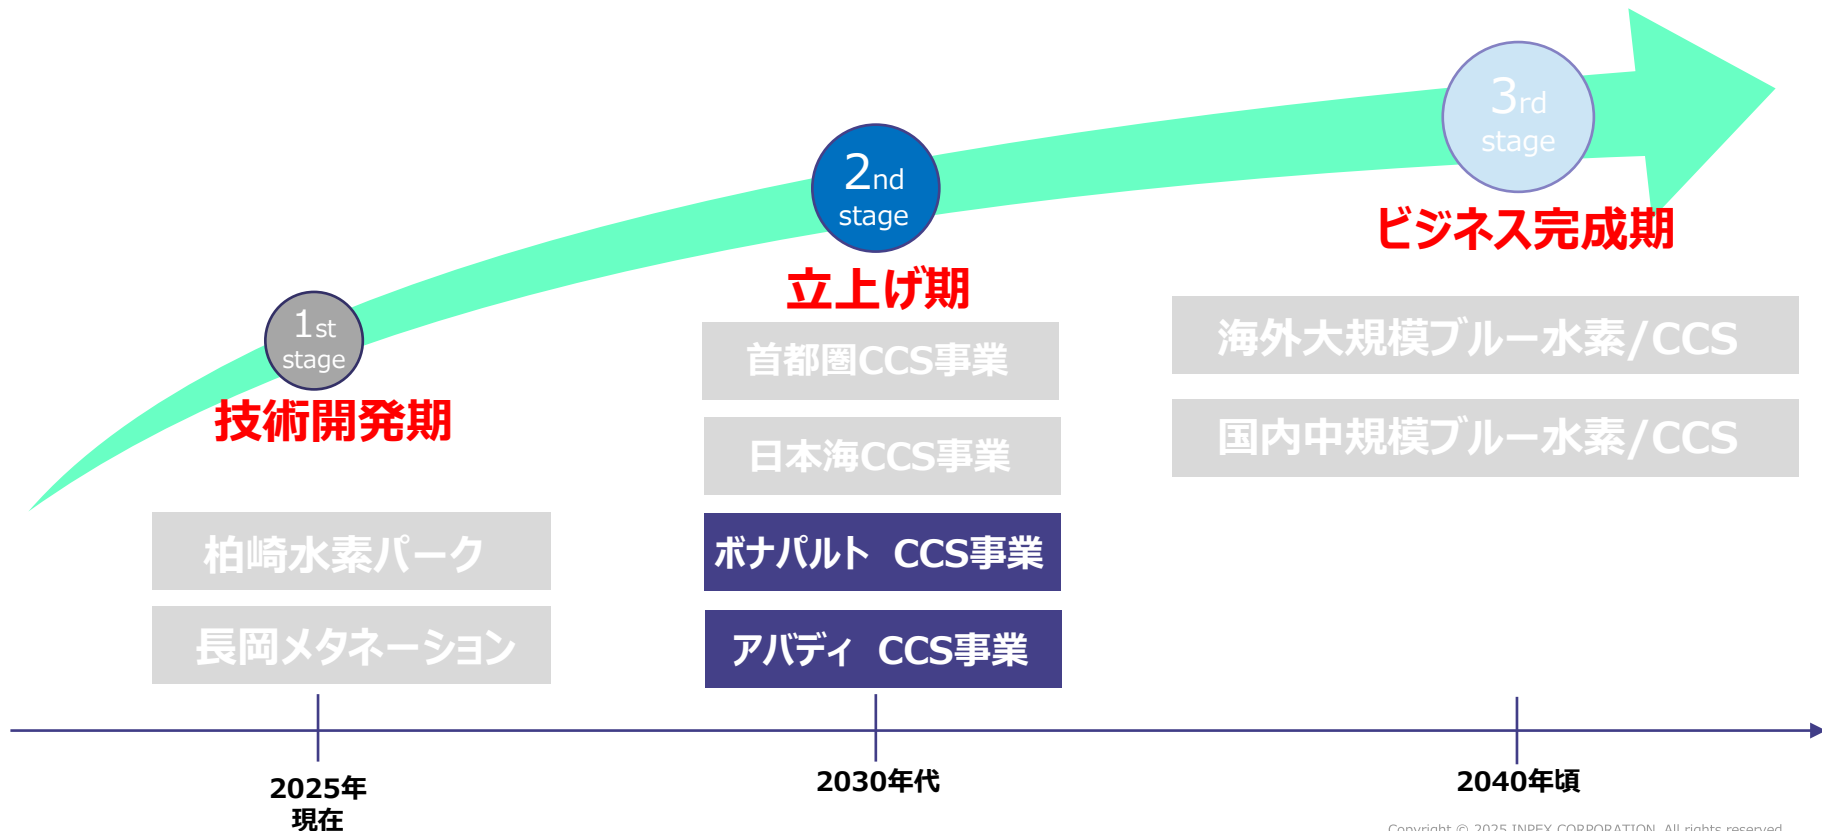 1st
stage
技術開発期
柏崎水素パーク
長岡メタネーション
2nd
stage
立上げ期
首都圏CCS事業
日本海CCS事業
ボナパルト CCS事業
アバディ CCS事業
3rd
stage
ビジネス完成期
海外大規模ブルー水素/CCS
国内中規模ブルー水素/CCS
2025年
現在
2030年代
2040年頃
Copyright © 2025 INPEX CORPORATION. All rights reserved